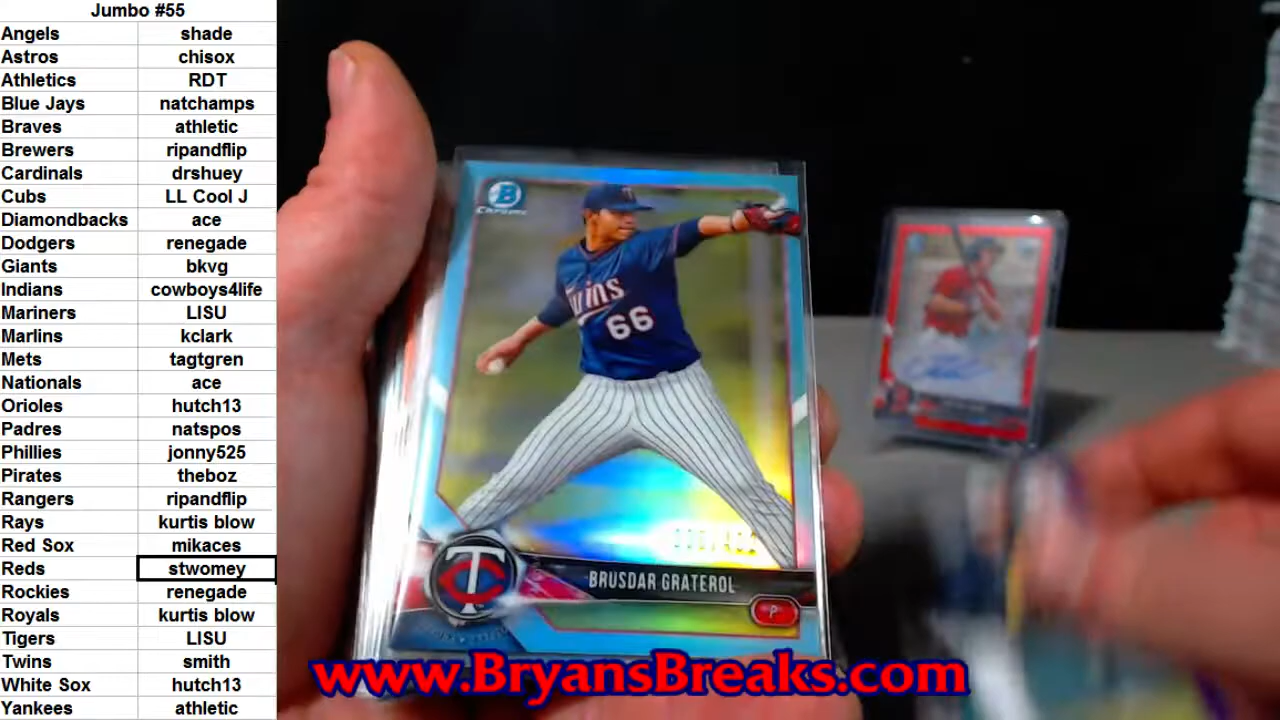 Jumbo #55
Angels shade
Astros chisox
Athletics RDT
Blue Jays natchamps
Braves athletic
Brewers ripandflip
Cardinals drshuey
Cubs LL Cool J
Diamondbacks ace
Dodgers renegade
Giants bkvg
Indians cowboys4life
Mariners LISU
Marlins kclark
Mets tagtgren
Nationals ace
Orioles hutch13
Padres natspos
Phillies jonny525
Pirates theboz
Rangers ripandflip
Rays kurtis blow
Red Sox mikaces
Reds stwomey
Rockies renegade
Royals kurtis blow
Tigers LISU
Twins smith
White Sox hutch13
Yankees athletic
B
Chrome
Twins
66
TC
BRUSDAR GRATEROL
P
www.BryansBreaks.com